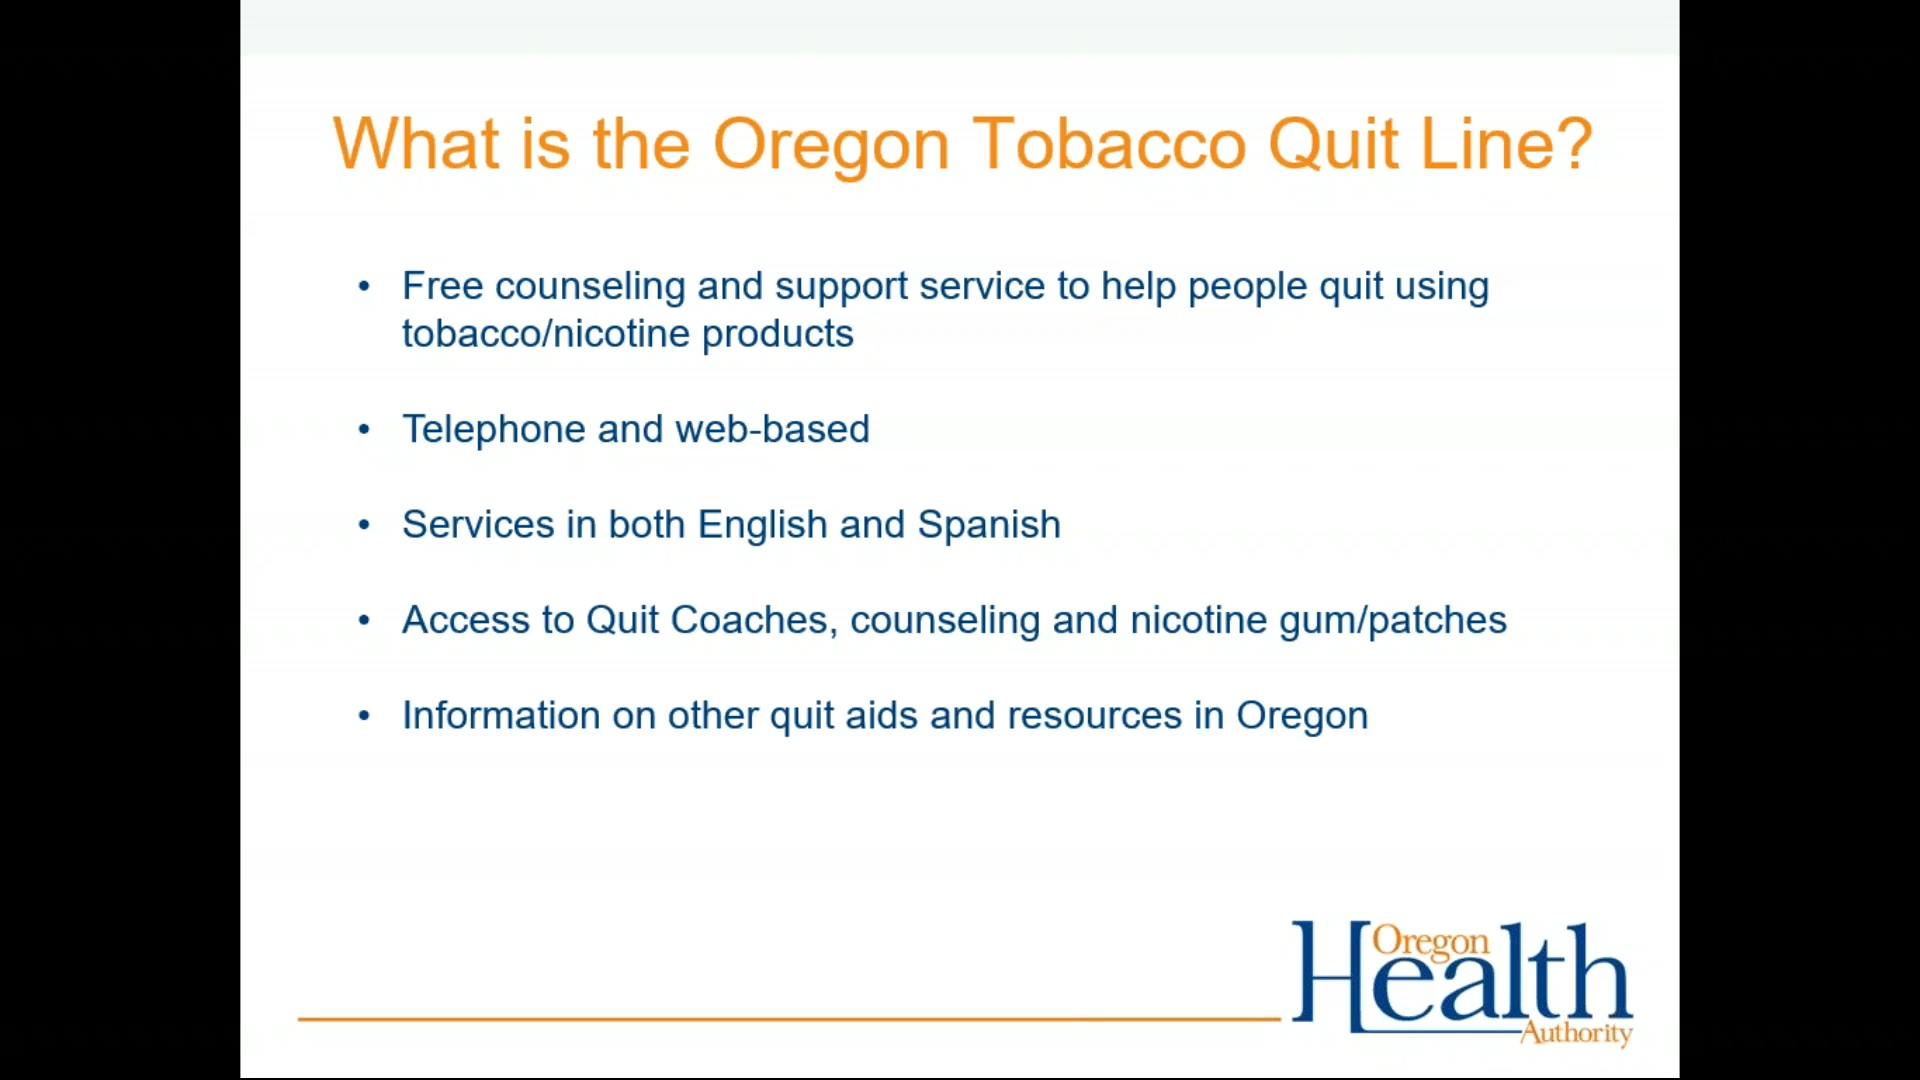 What is the Oregon Tobacco Quit Line?
• Free counseling and support service to help people quit using
tobacco/nicotine products
• Telephone and web-based
• Services in both English and Spanish
• Access to Quit Coaches, counseling and nicotine gum/patches
• Information on other quit aids and resources in Oregon
Oregon
Health
Authority